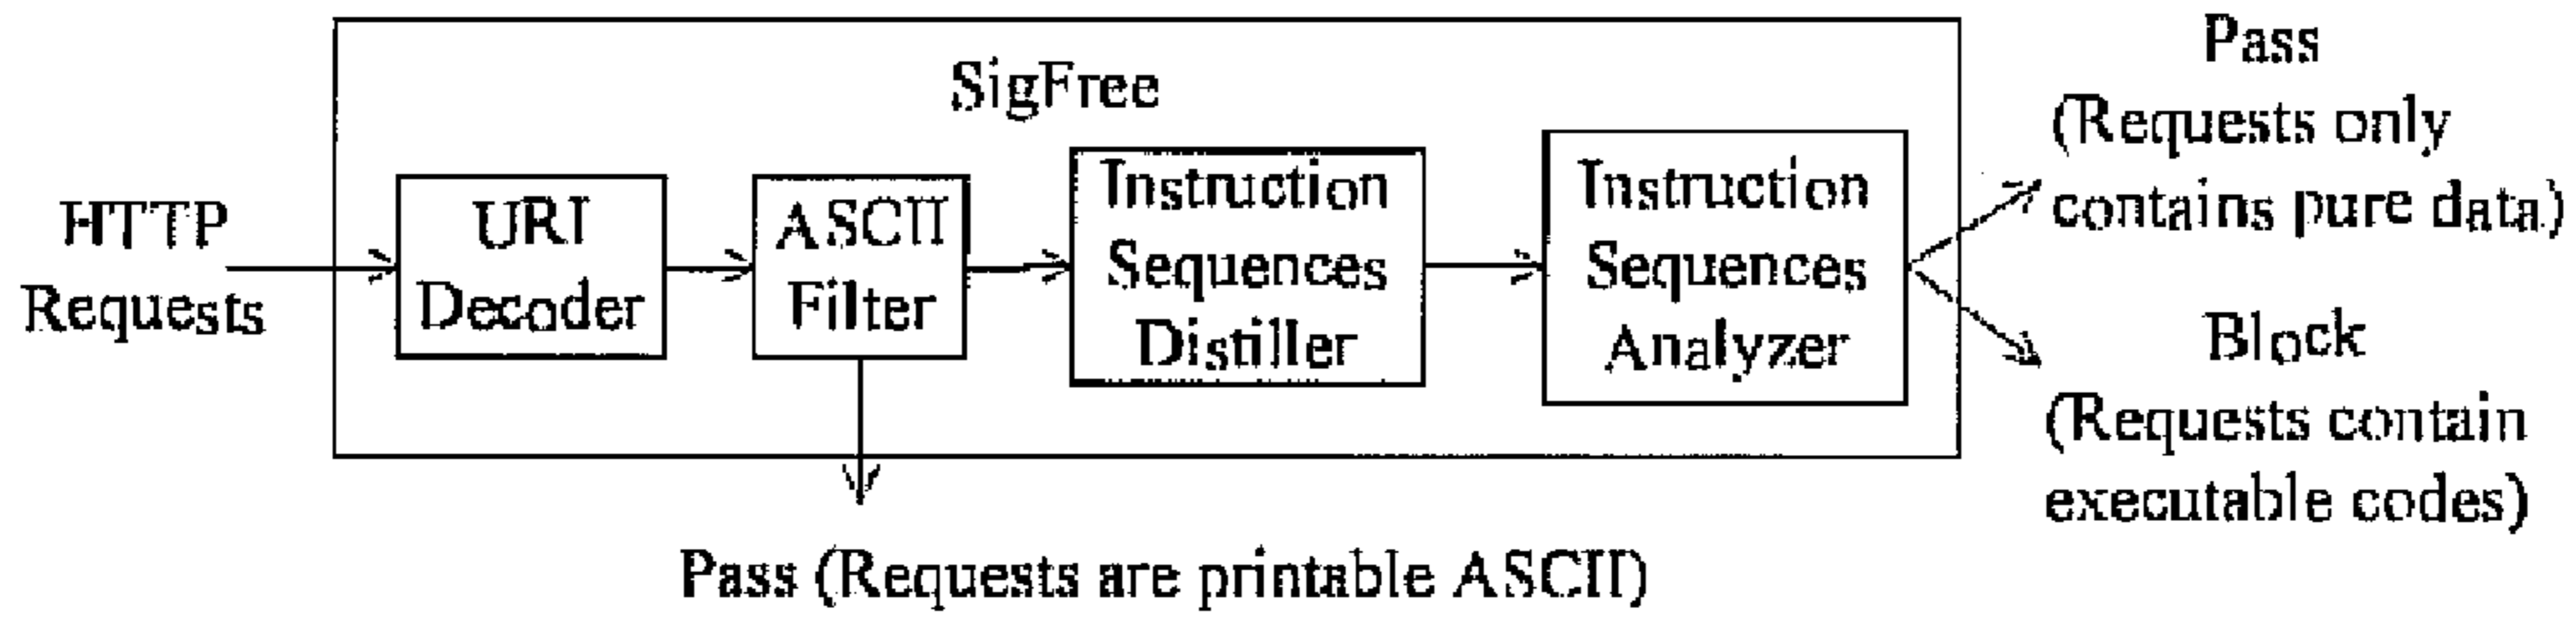 SigFree
HTTP
Requests
URI
Decoder
ASCII
Filter
Instruction
Sequences
Distiller
Instruction
Sequences
Analyzer
Pass
(Requests only
contains pure data)
Block
(Requests contain
executable codes)
Pass (Requests are printable ASCII)